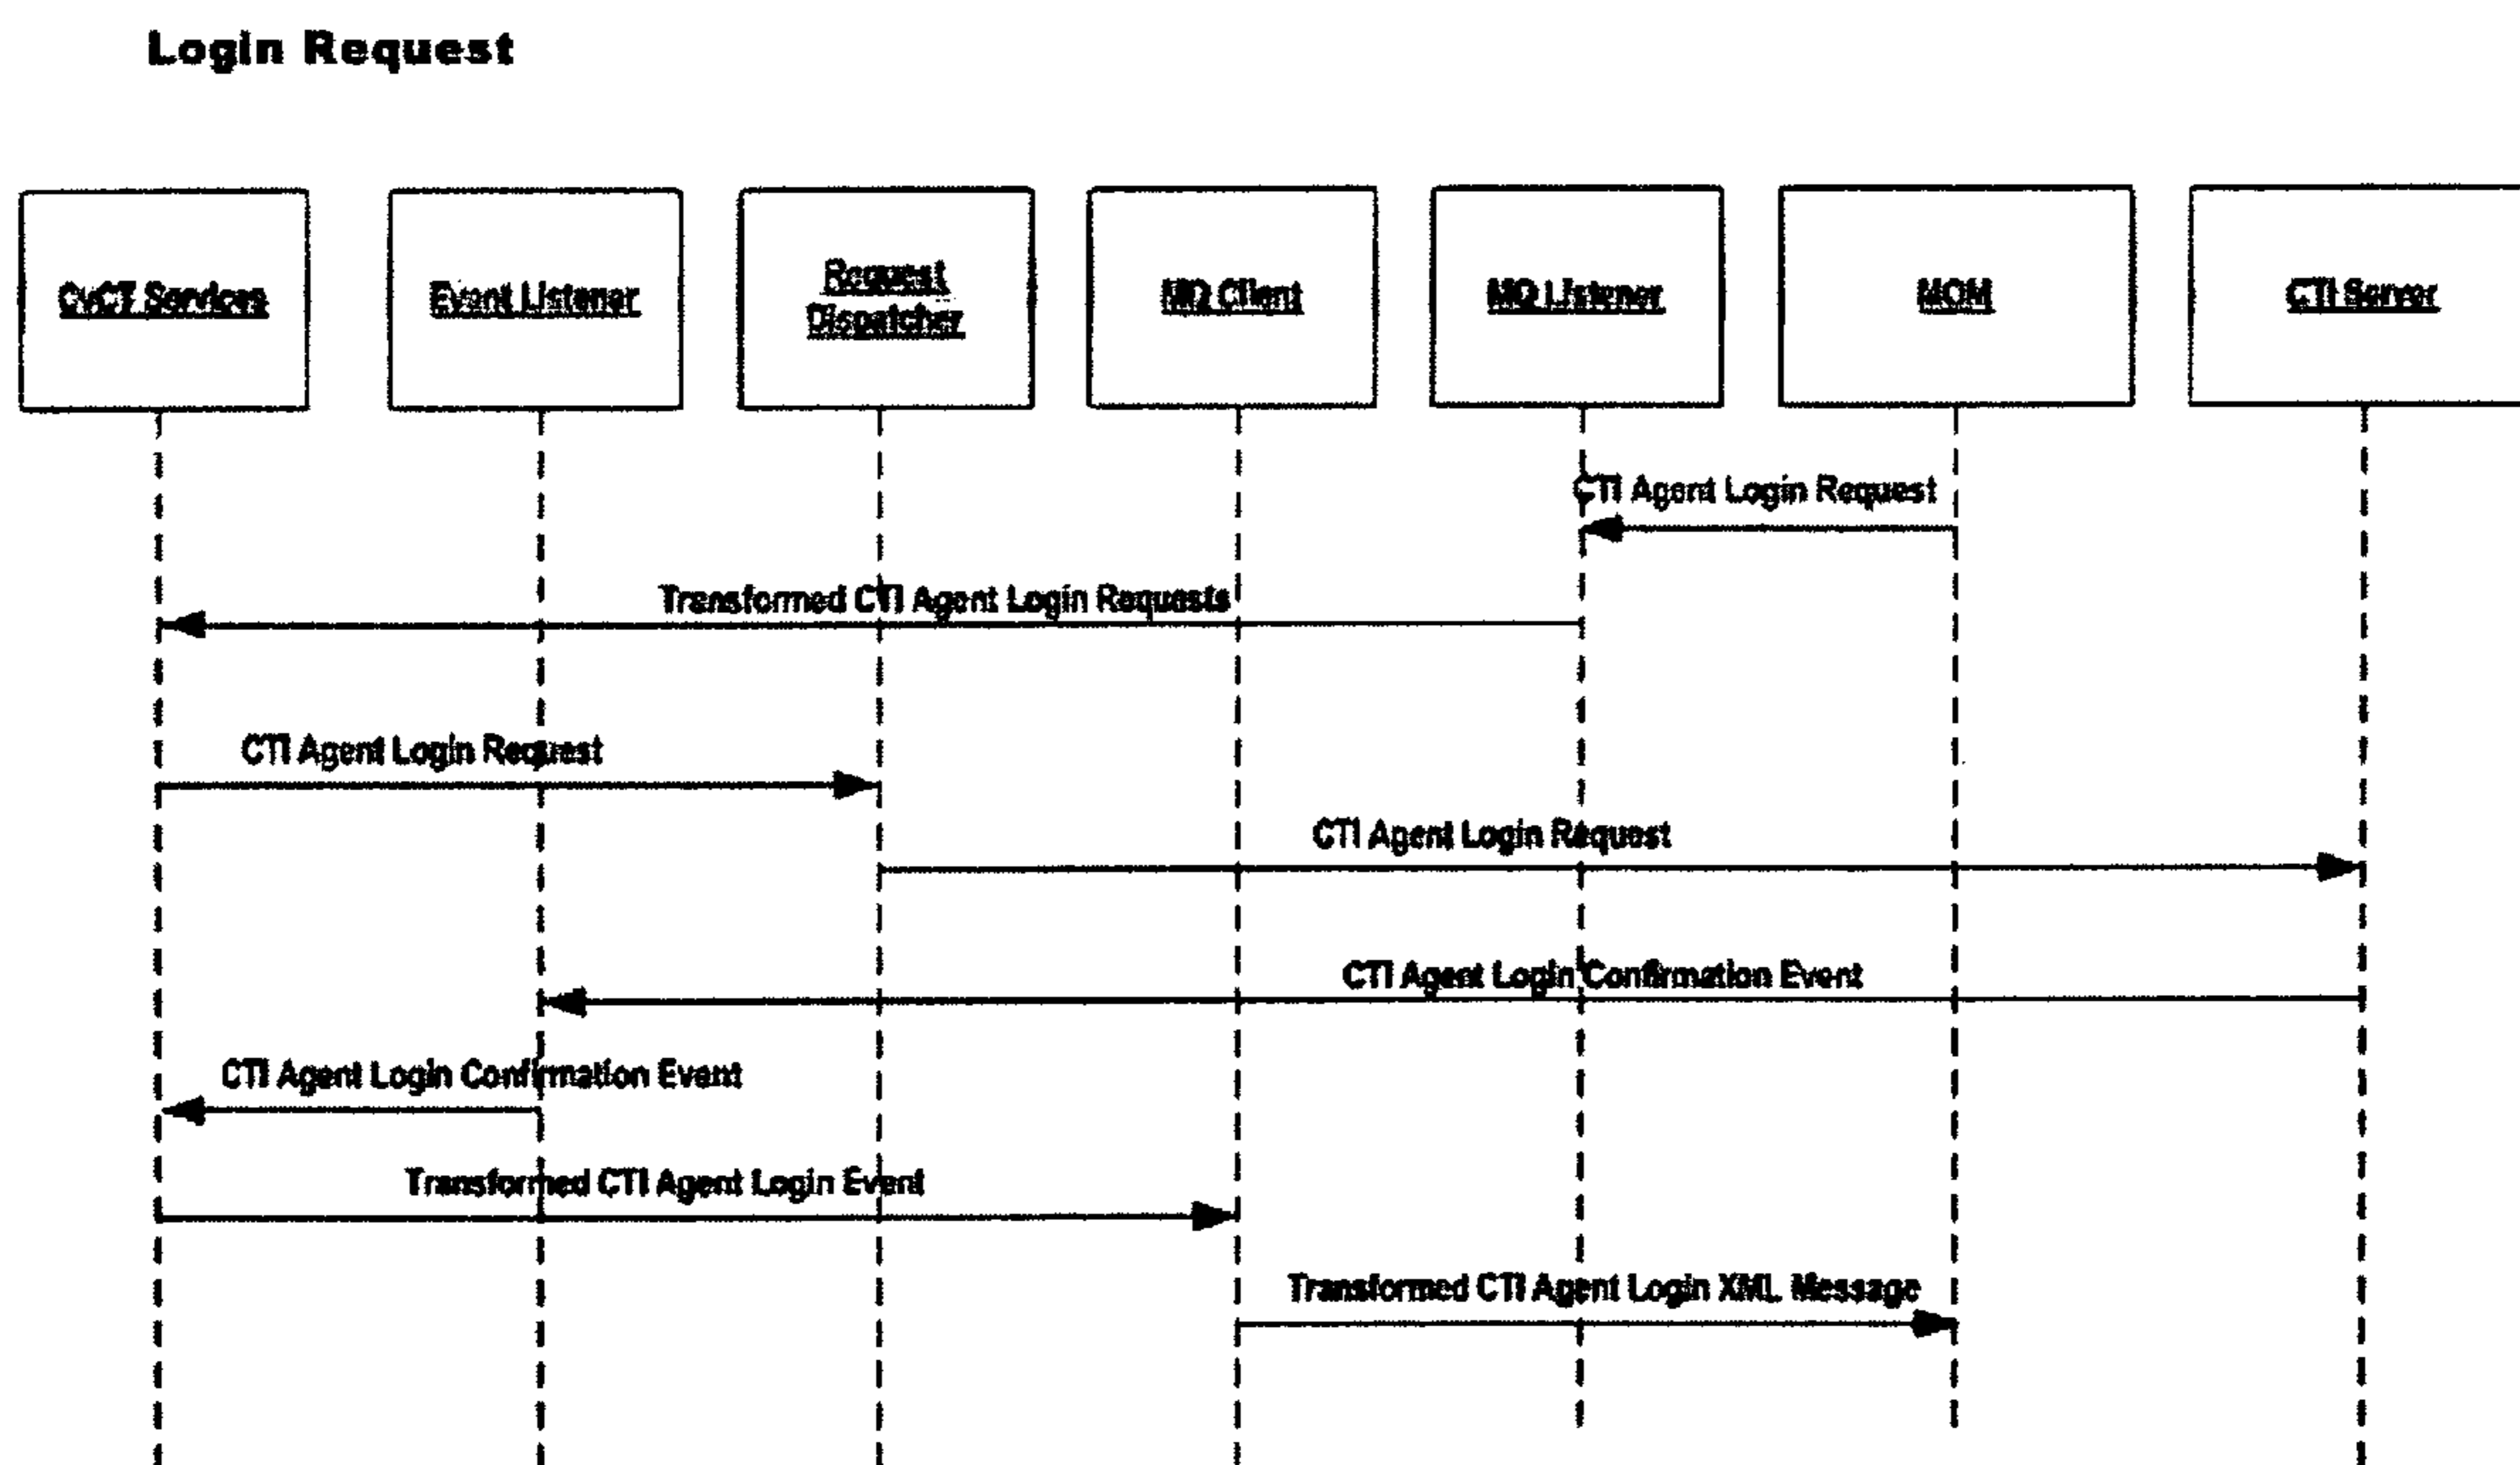 Login Request
Services
Event Listener
Request
Dispatcher
MQ Client
MQ Listener
MOM
CTI Server
CTI Agent Login Request
Transformed CTI Agent Login Requests
CTI Agent Login Request
CTI Agent Login Request
CTI Agent Login Confirmation Event
CTI Agent Login Confirmation Event
Transformed CTI Agent Login Event
Transformed CTI Agent Login XML Message